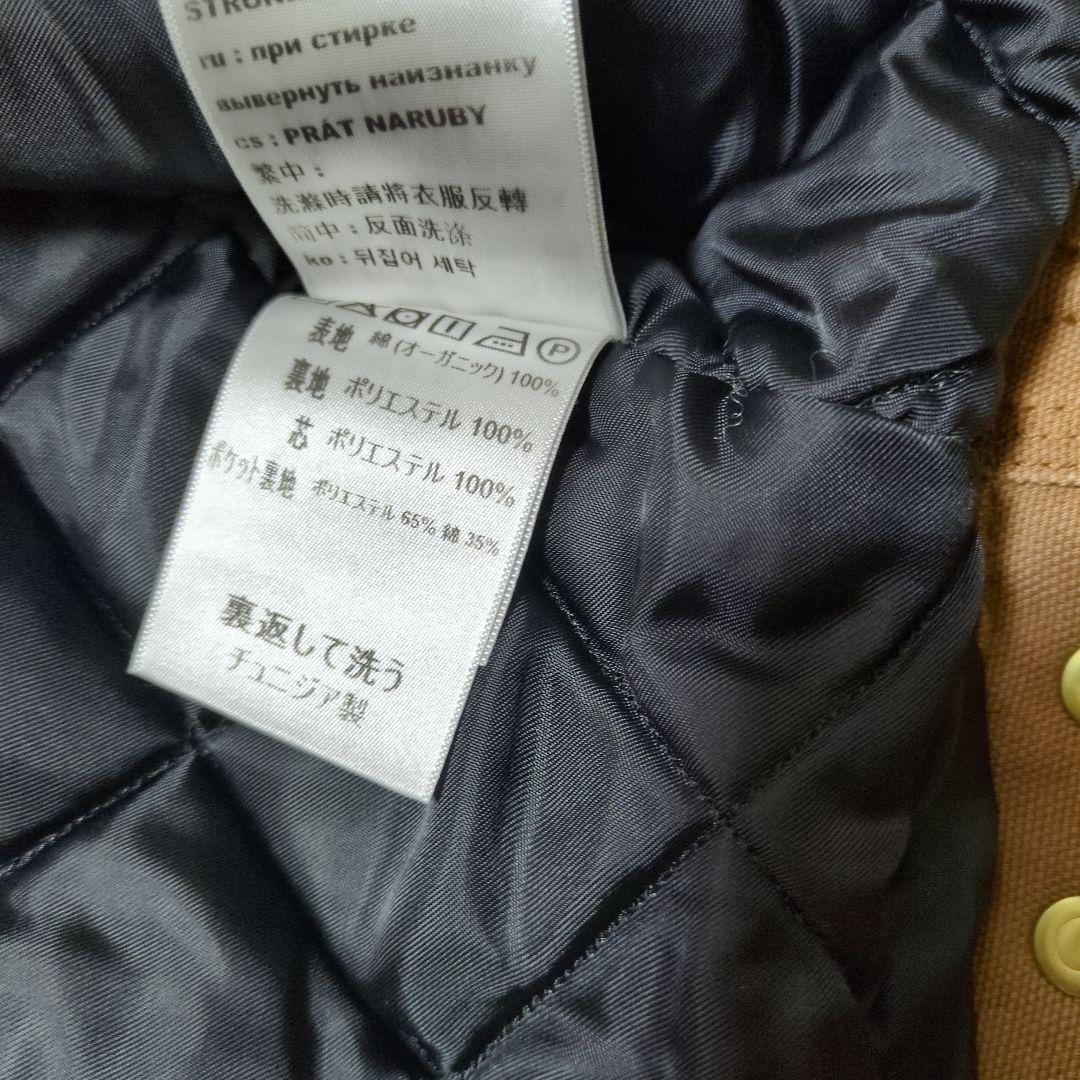 ru : при стирке
вывернуть наизнанку
cs : PRÁT NARUBY
繁中 :
洗滌時請將衣服反轉
简中 : 反面洗涤
ko : 뒤집어 세탁
P
表地 綿 (オーガニック) 100%
裏地 ポリエステル 100%
芯 ポリエステル 100%
ポケット裏地 ポリエステル 65% 綿 35%
裏返して洗う
チュニジア製